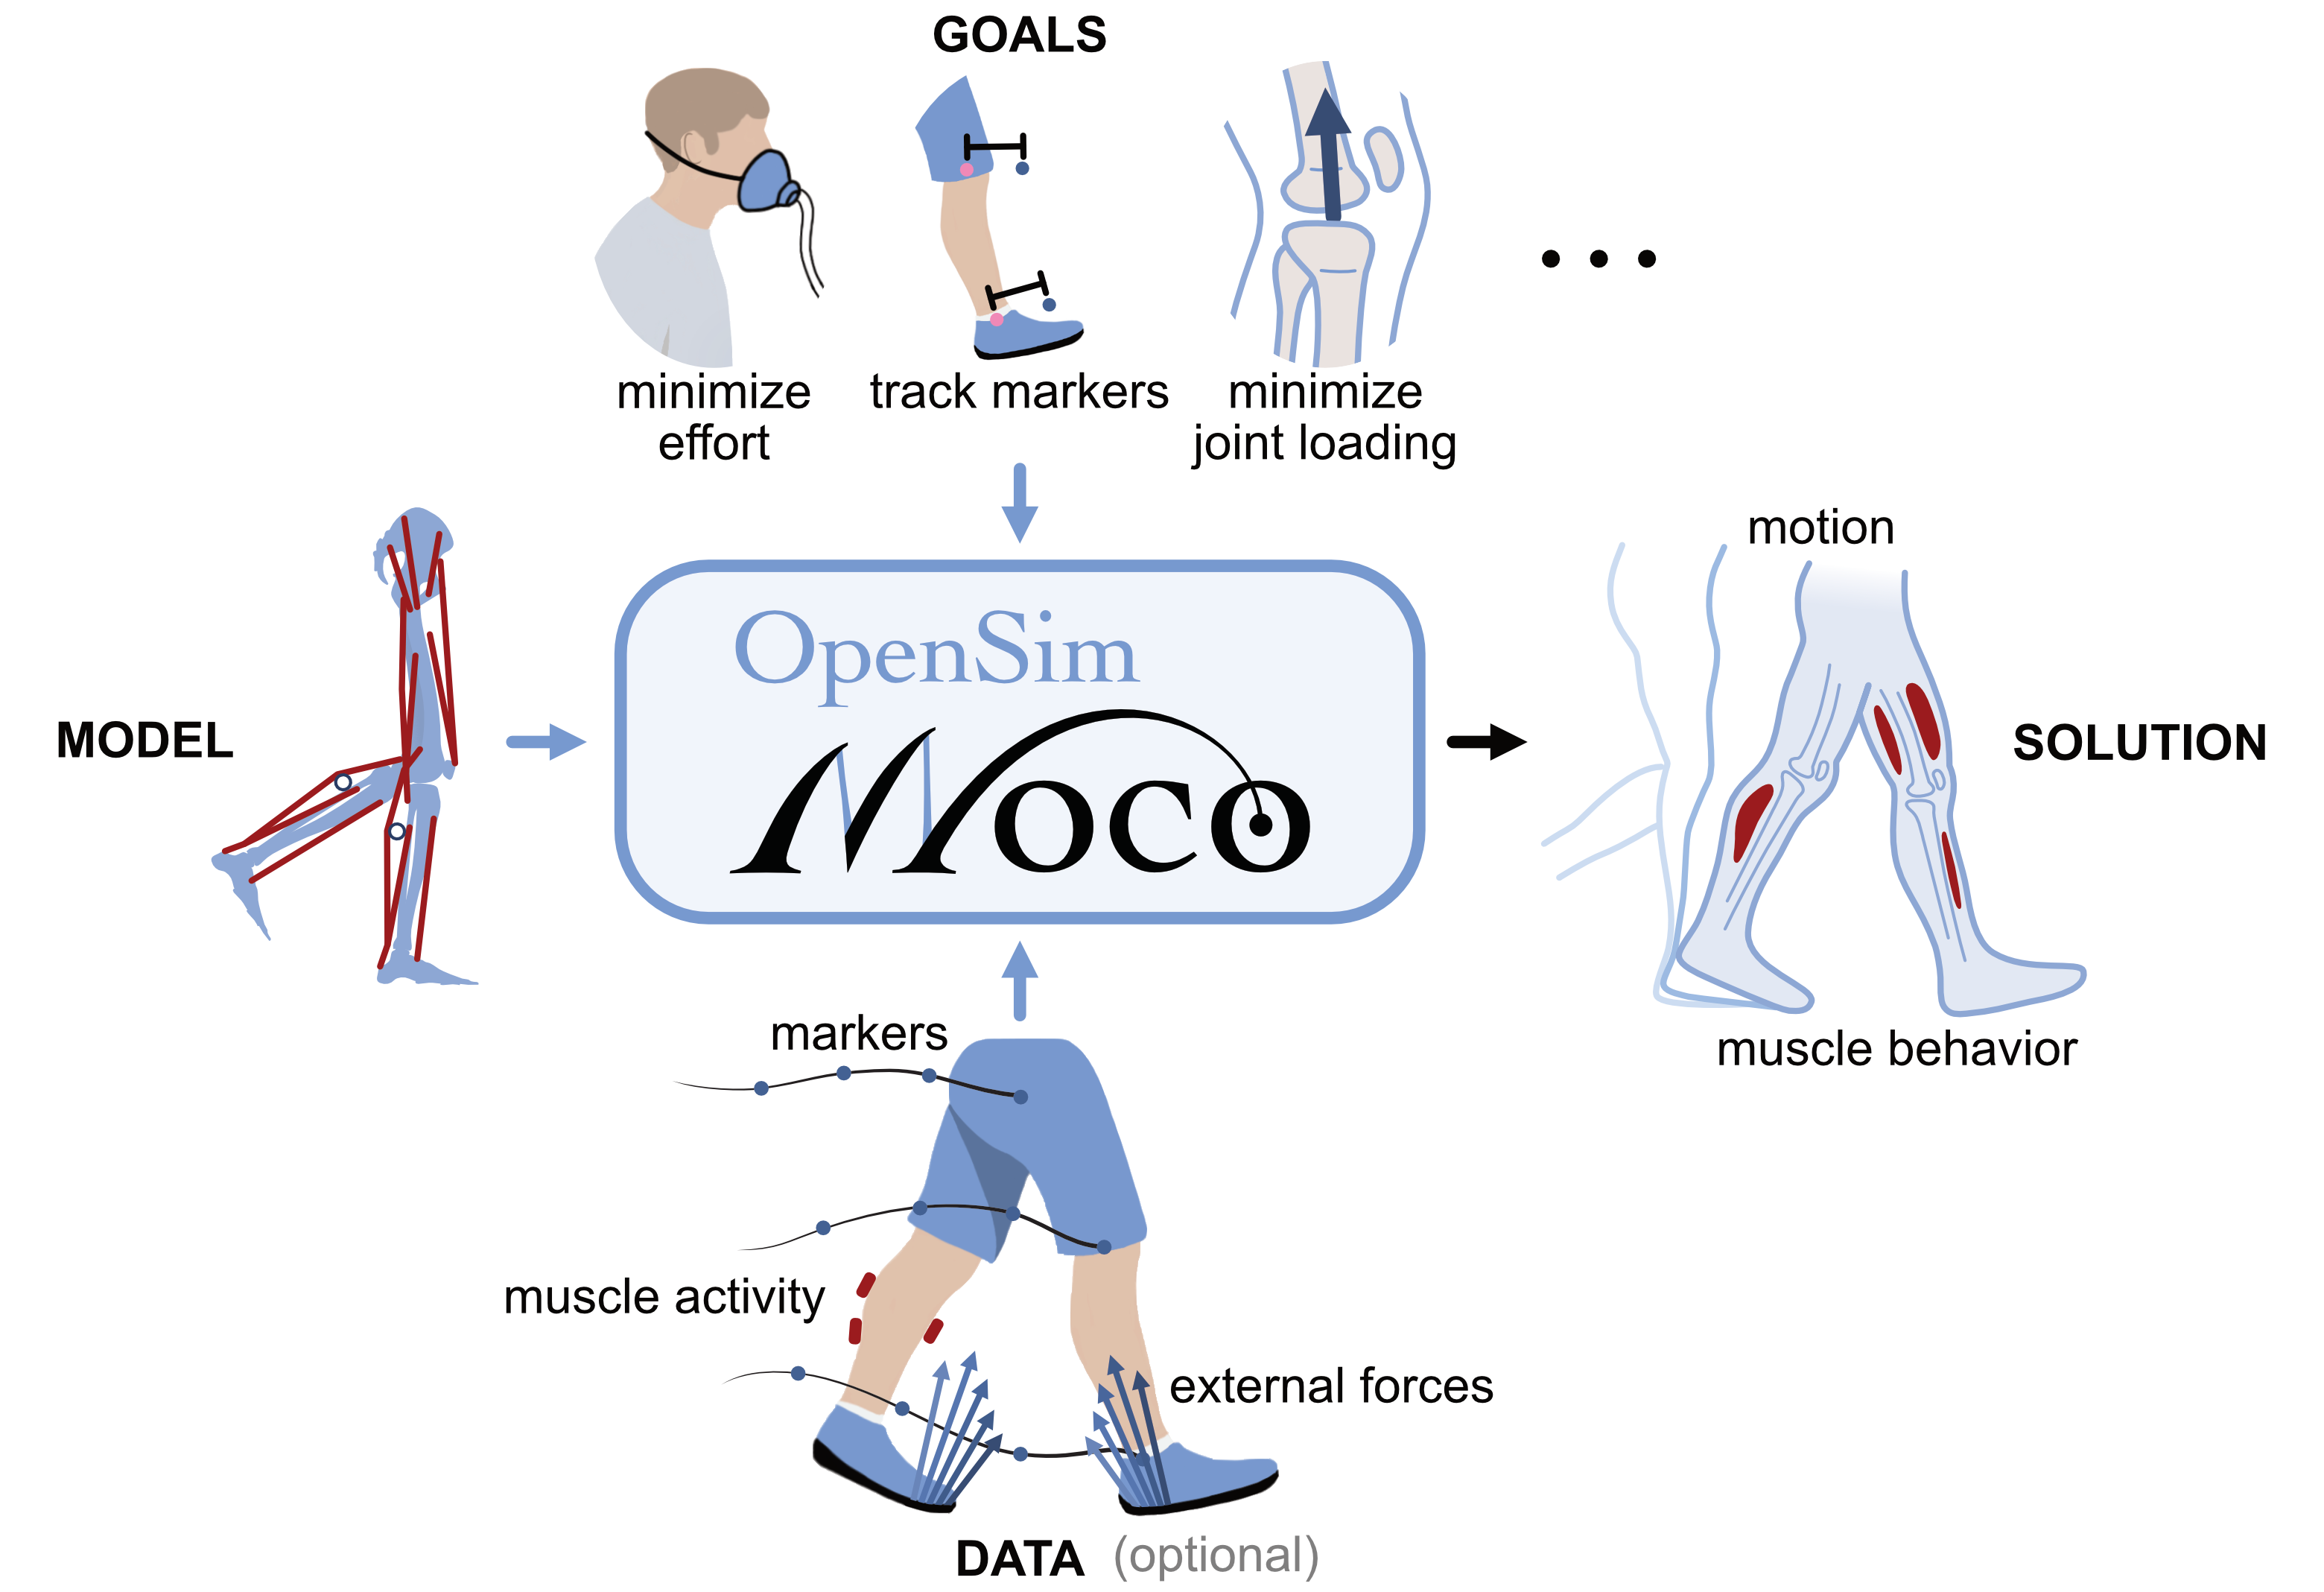 GOALS
minimize
effort
track markers
minimize
joint loading
MODEL
OpenSim
Moco
motion
SOLUTION
muscle behavior
markers
muscle activity
external forces
DATA (optional)